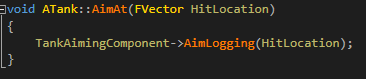 void ATank::AimAt(FVector HitLocation)
{
TankAimingComponent->AimLogging(HitLocation);
}